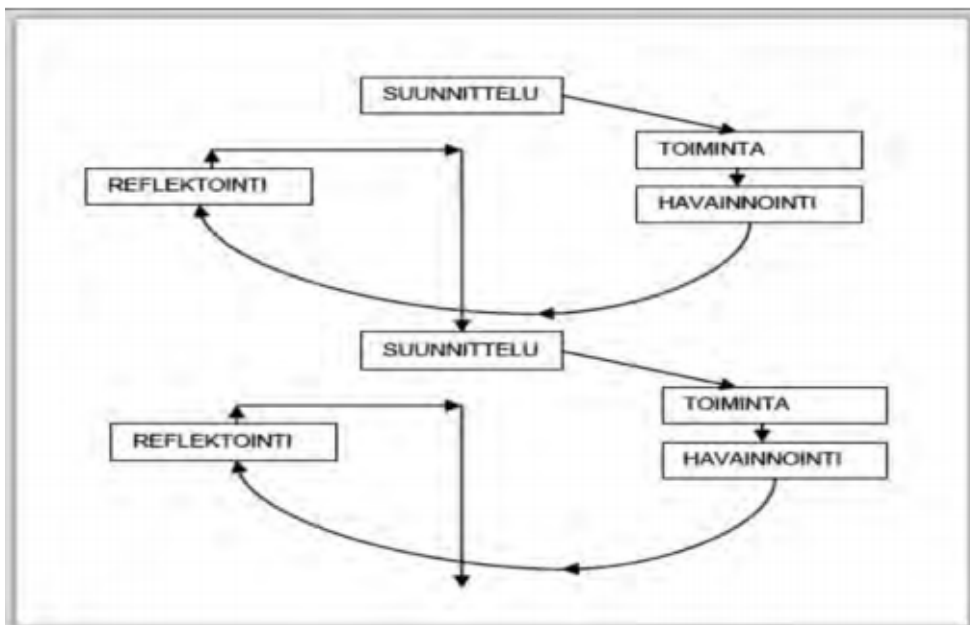 SUUNNITTELU
TOIMINTA
REFLEKTOINTI
HAVAINNOINTI
SUUNNITTELU
TOIMINTA
REFLEKTOINTI
HAVAINNOINTI